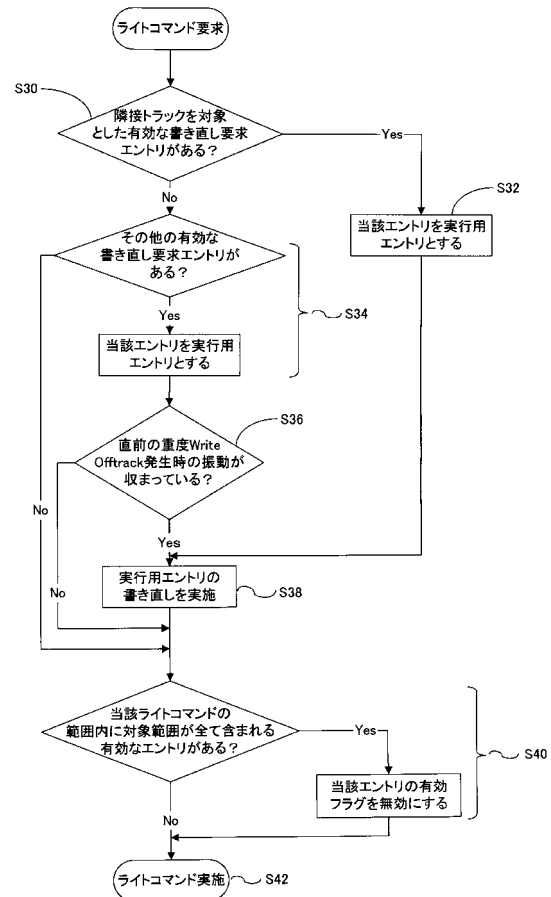 ライトコマンド要求
S30
隣接トラックを対象
とした有効な書き直し要求
エントリがある？
Yes
No
S32
当該エントリを実行用
エントリとする
その他の有効な
書き直し要求エントリが
ある？
S34
Yes
当該エントリを実行用
エントリとする
S36
直前の重度Write
Offtrack発生時の振動が
収まっている？
No
Yes
No
実行用エントリの
書き直しを実施
S38
当該ライトコマンドの
範囲内に対象範囲が全て含まれる
有効なエントリがある？
Yes
S40
当該エントリの有効
フラグを無効にする
No
ライトコマンド実施
S42